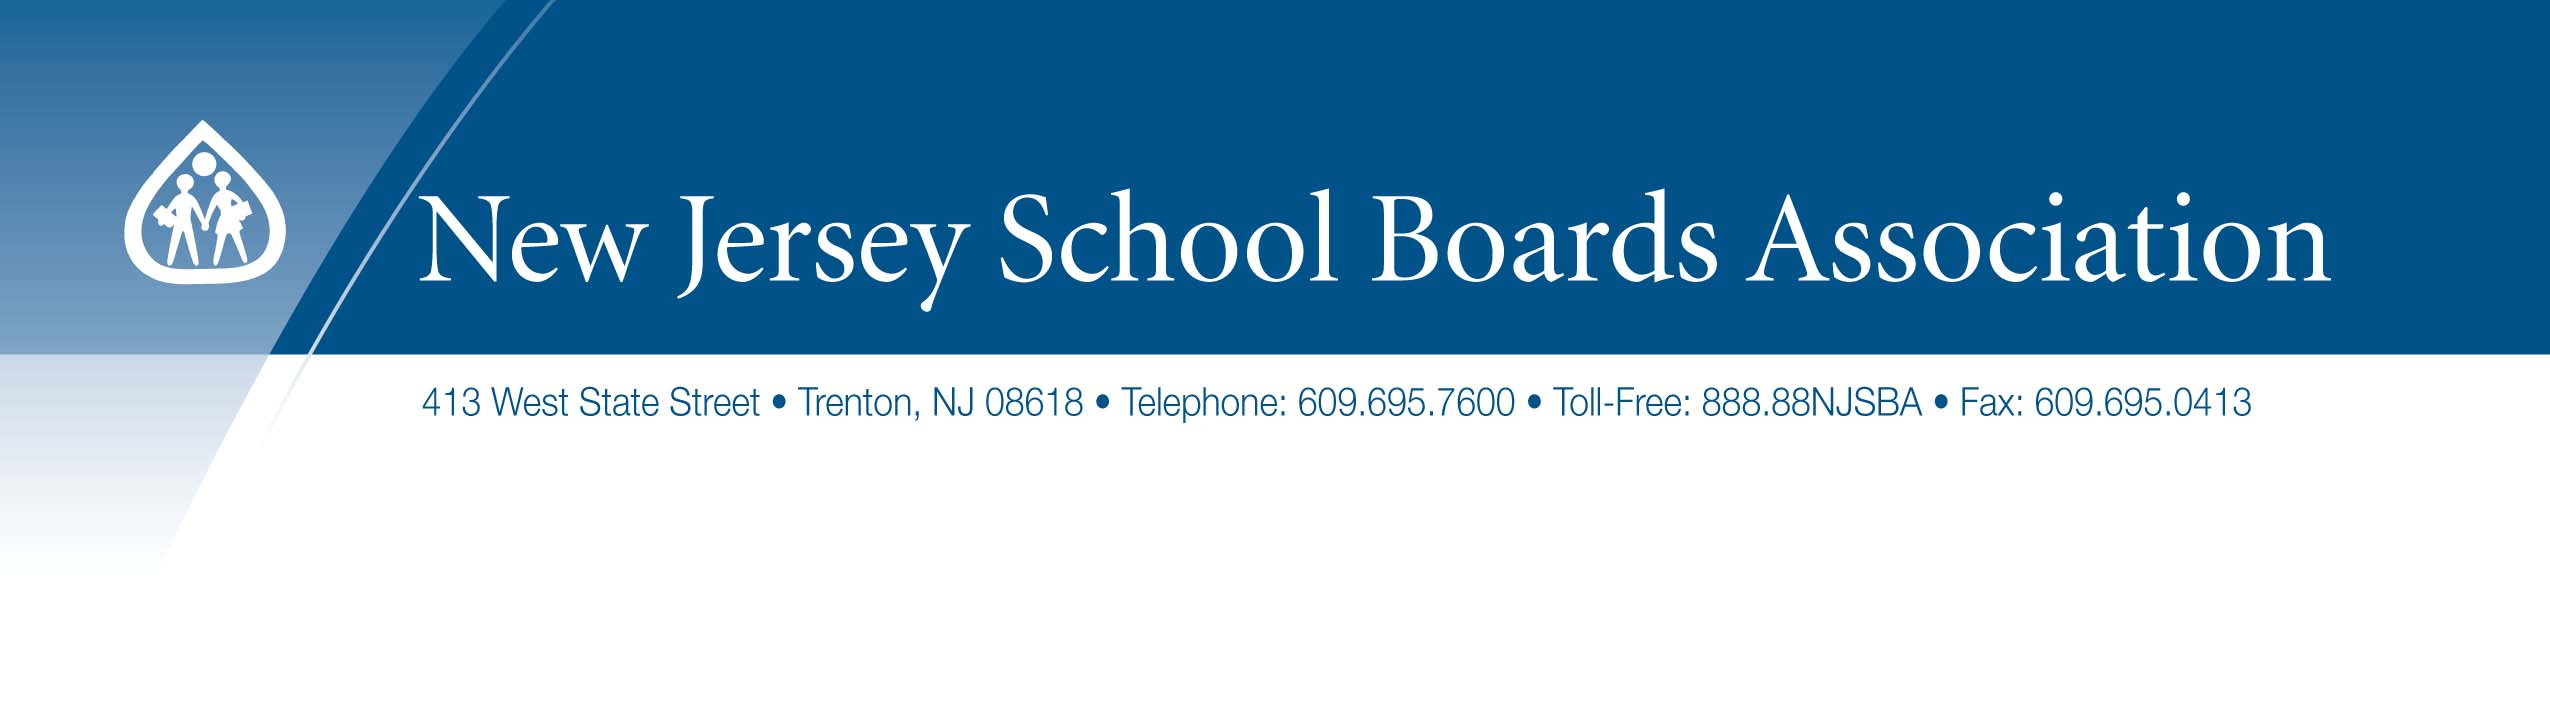 New Jersey School Boards Association
413 West State Street • Trenton, NJ 08618 • Telephone: 609.695.7600 • Toll-Free: 888.88NJSBA • Fax: 609.695.0413